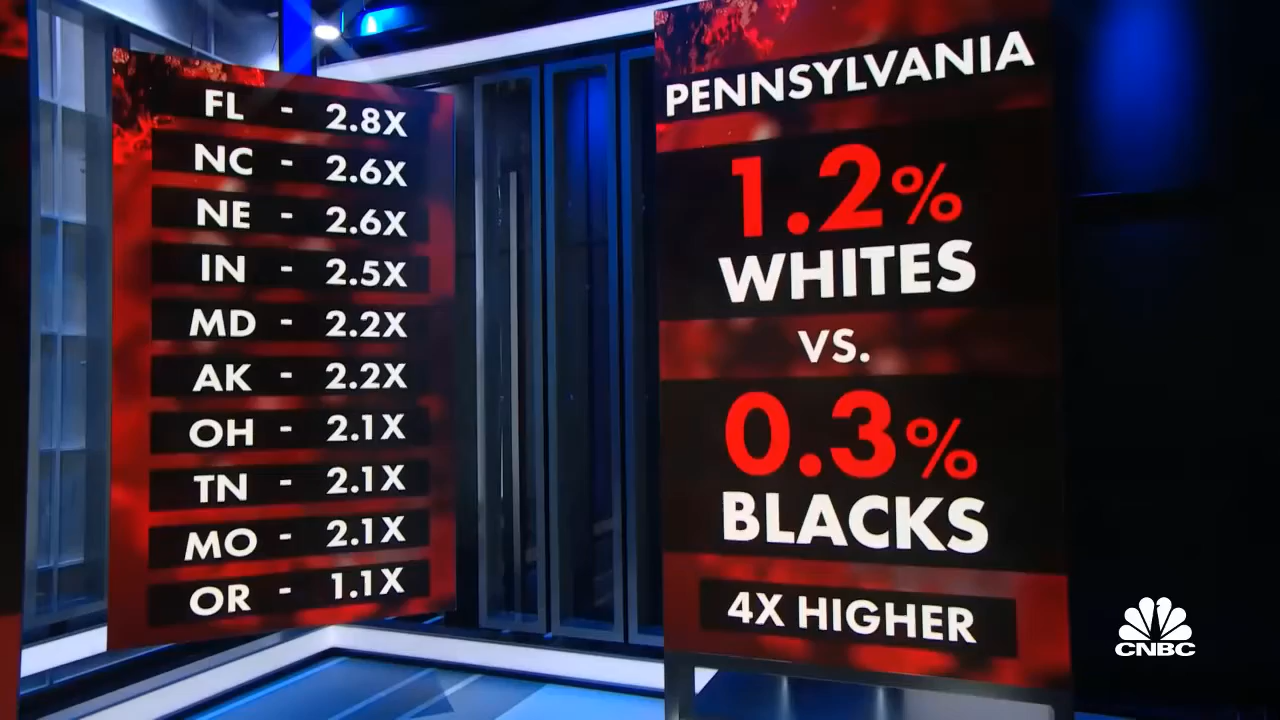 FL - 2.8X
NC - 2.6X
NE - 2.6X
IN - 2.5X
MD - 2.2X
AK - 2.2X
OH - 2.1X
TN - 2.1X
MO - 2.1X
OR - 1.1X
PENNSYLVANIA
1.2%
WHITES
VS.
0.3%
BLACKS
4X HIGHER
CNBC